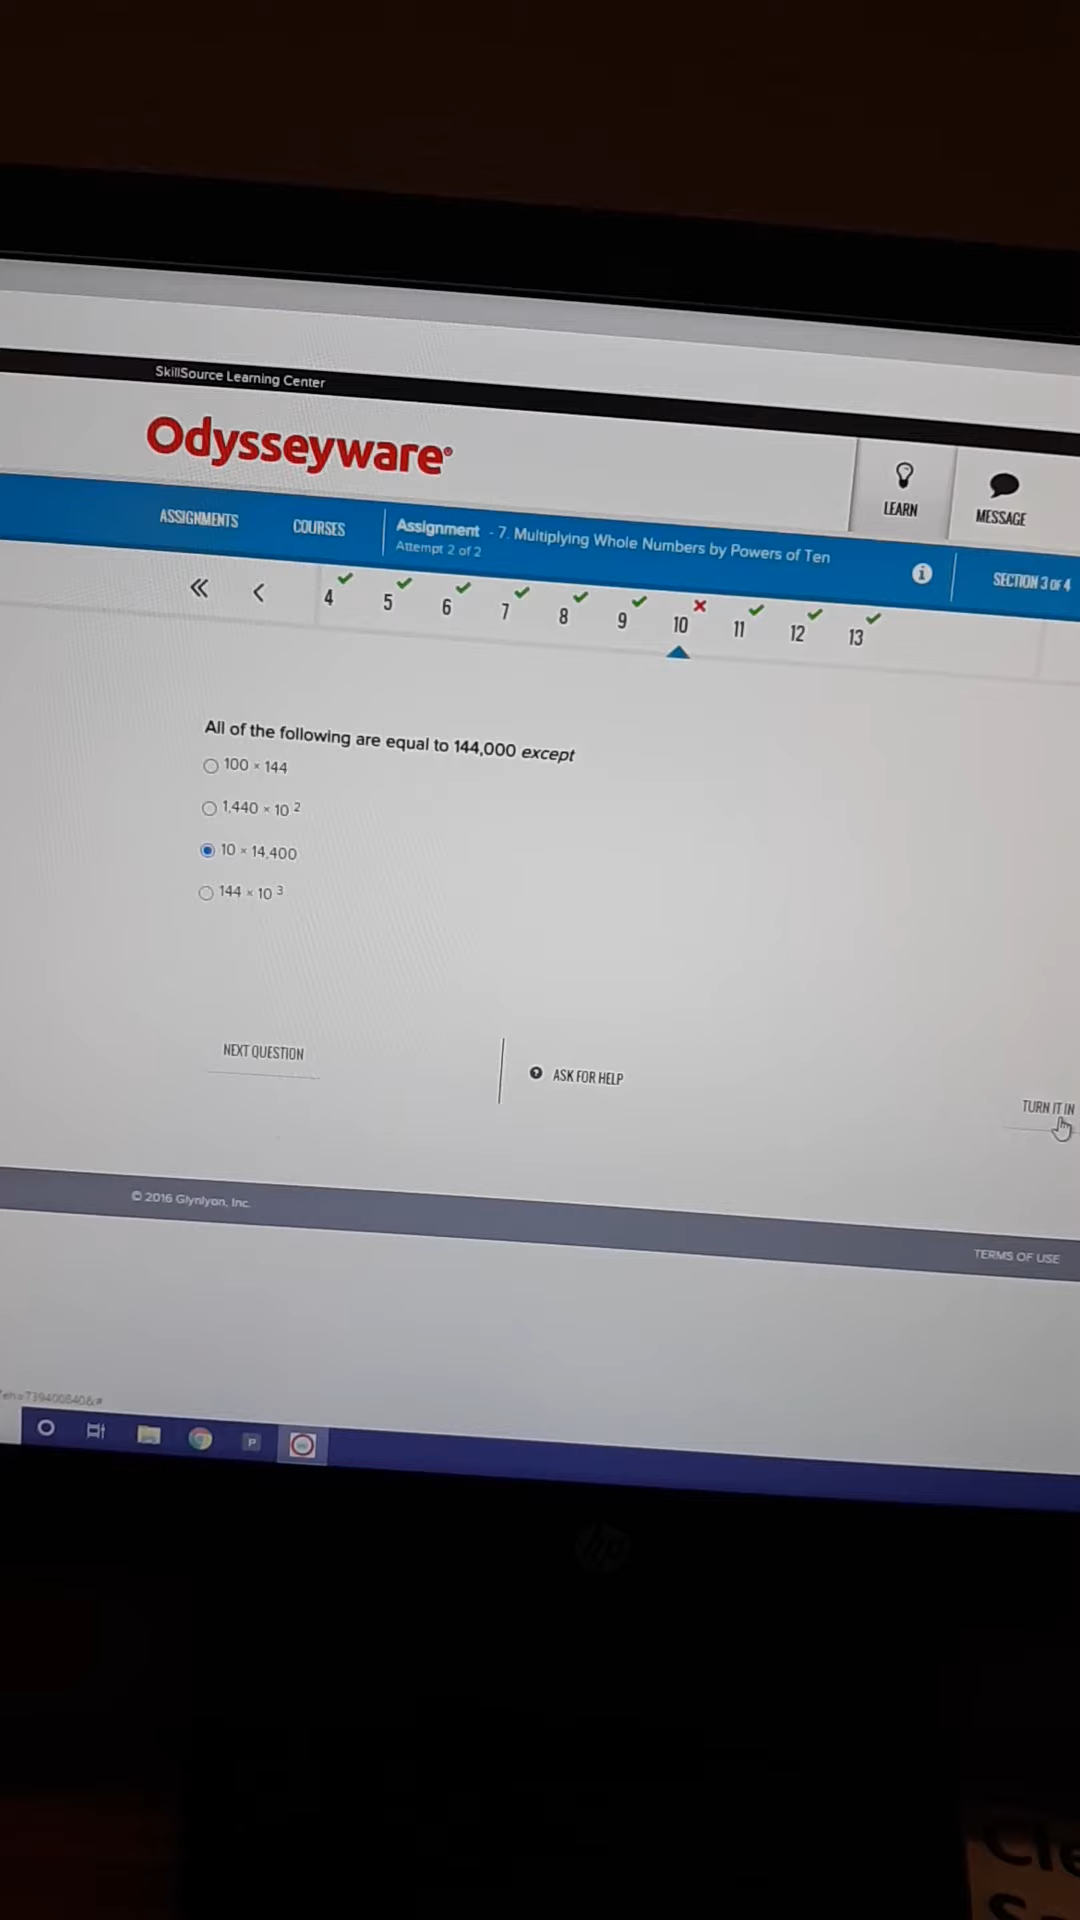 SkillSource Learning Center
Odysseyware®
LEARN
MESSAGE
ASSIGNMENTS
COURSES
Assignment - 7. Multiplying Whole Numbers by Powers of Ten
Attempt 2 of 2
SECTION 3 OF 4
4 5 6 7 8 9 10 11 12 13
All of the following are equal to 144,000 except
100 × 144
1,440 × 10 2
10 × 14,400
144 × 10 3
NEXT QUESTION
ASK FOR HELP
TURN IT IN
© 2016 Glynlyon, Inc.
TERMS OF USE
P
hp